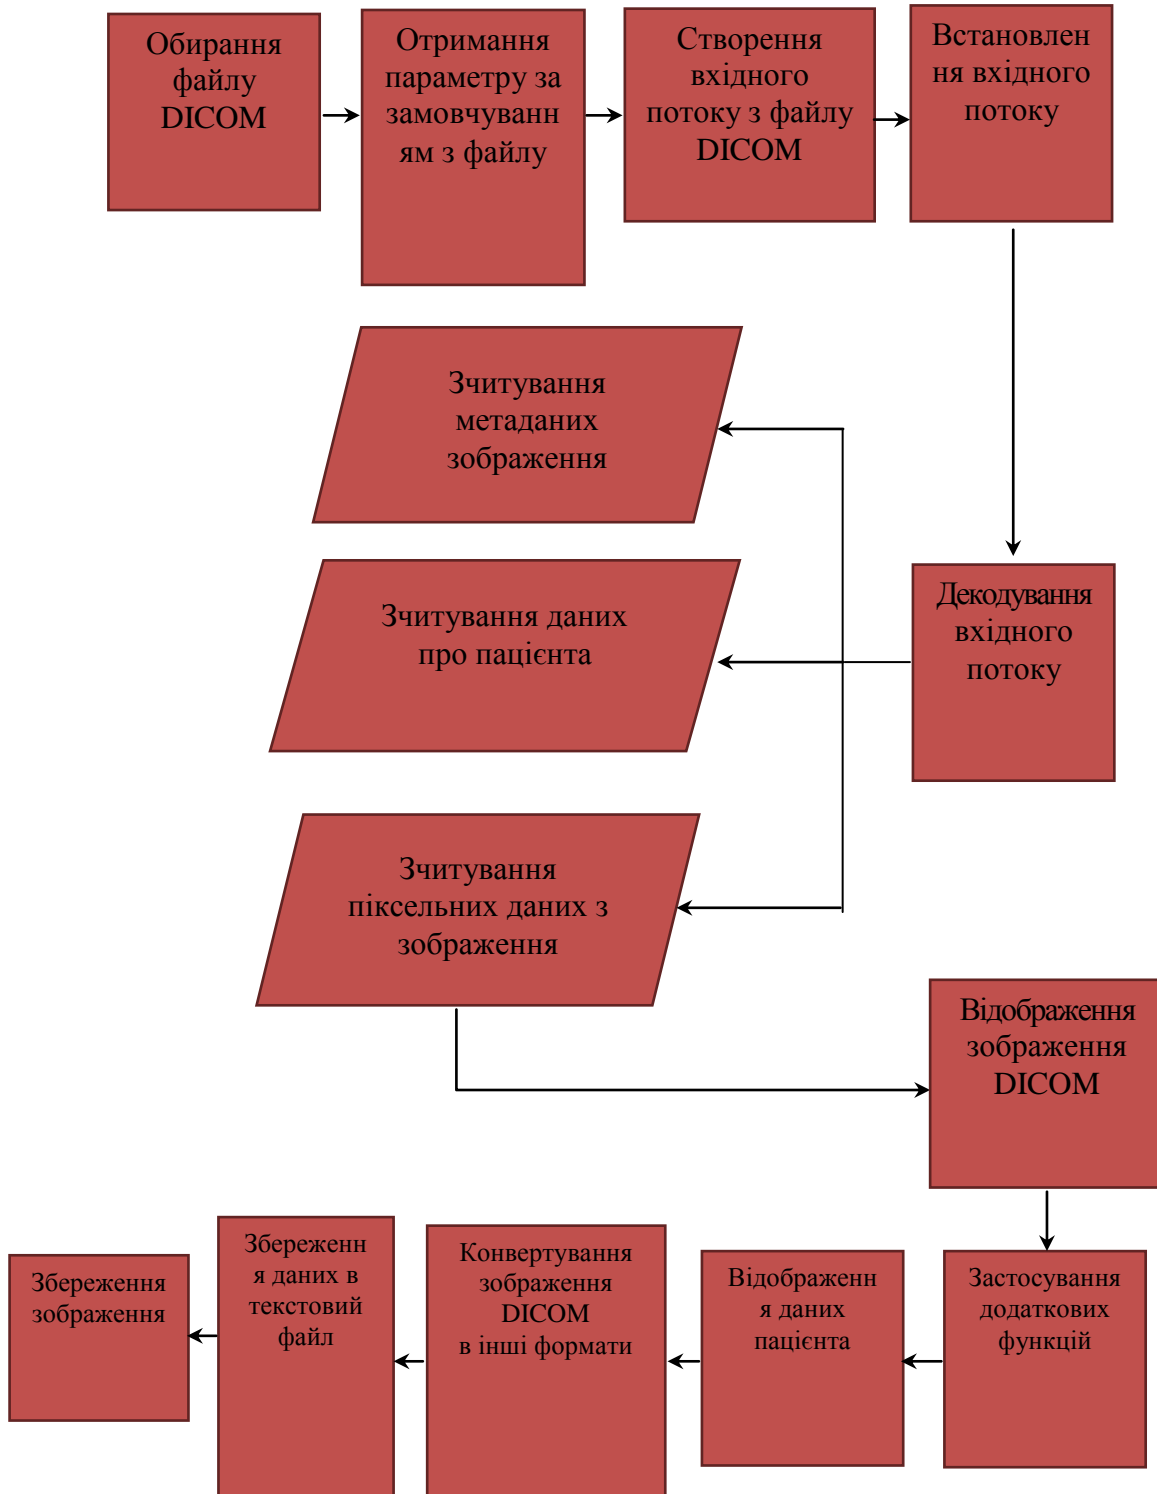 Обирання
файлу
DICOM
Отримання
параметру за
замовчуванн
ям з файлу
Створення
вхідного
потоку з файлу
DICOM
Встановлен
ня вхідного
потоку
Зчитування
метаданих
зображення
Зчитування даних
про пацієнта
Декодування
вхідного
потоку
Зчитування
піксельних даних з
зображення
Відображення
зображення
DICOM
Застосування
додаткових
функцій
Відображенн
я даних
пацієнта
Конвертування
зображення
DICOM
в інші формати
Збереженн
я даних в
текстовий
файл
Збереження
зображення